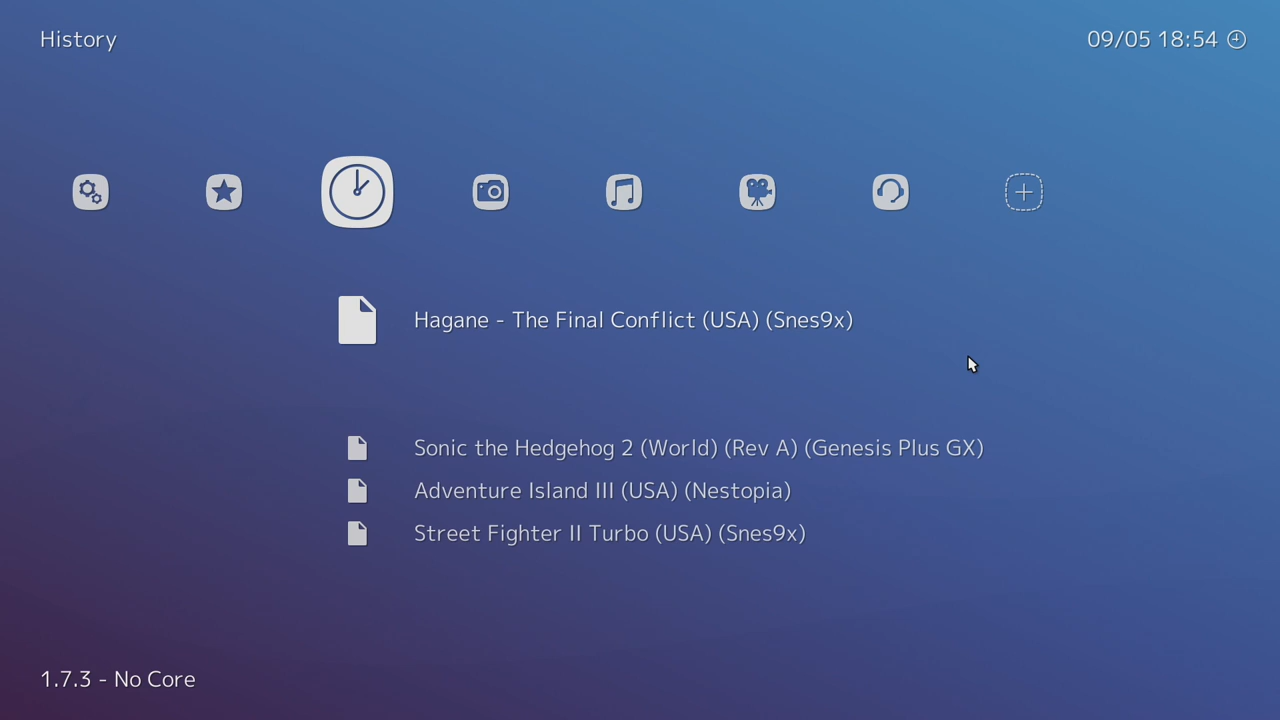 History
09/05 18:54
Hagane - The Final Conflict (USA) (Snes9x)
Sonic the Hedgehog 2 (World) (Rev A) (Genesis Plus GX)
Adventure Island III (USA) (Nestopia)
Street Fighter II Turbo (USA) (Snes9x)
1.7.3 - No Core